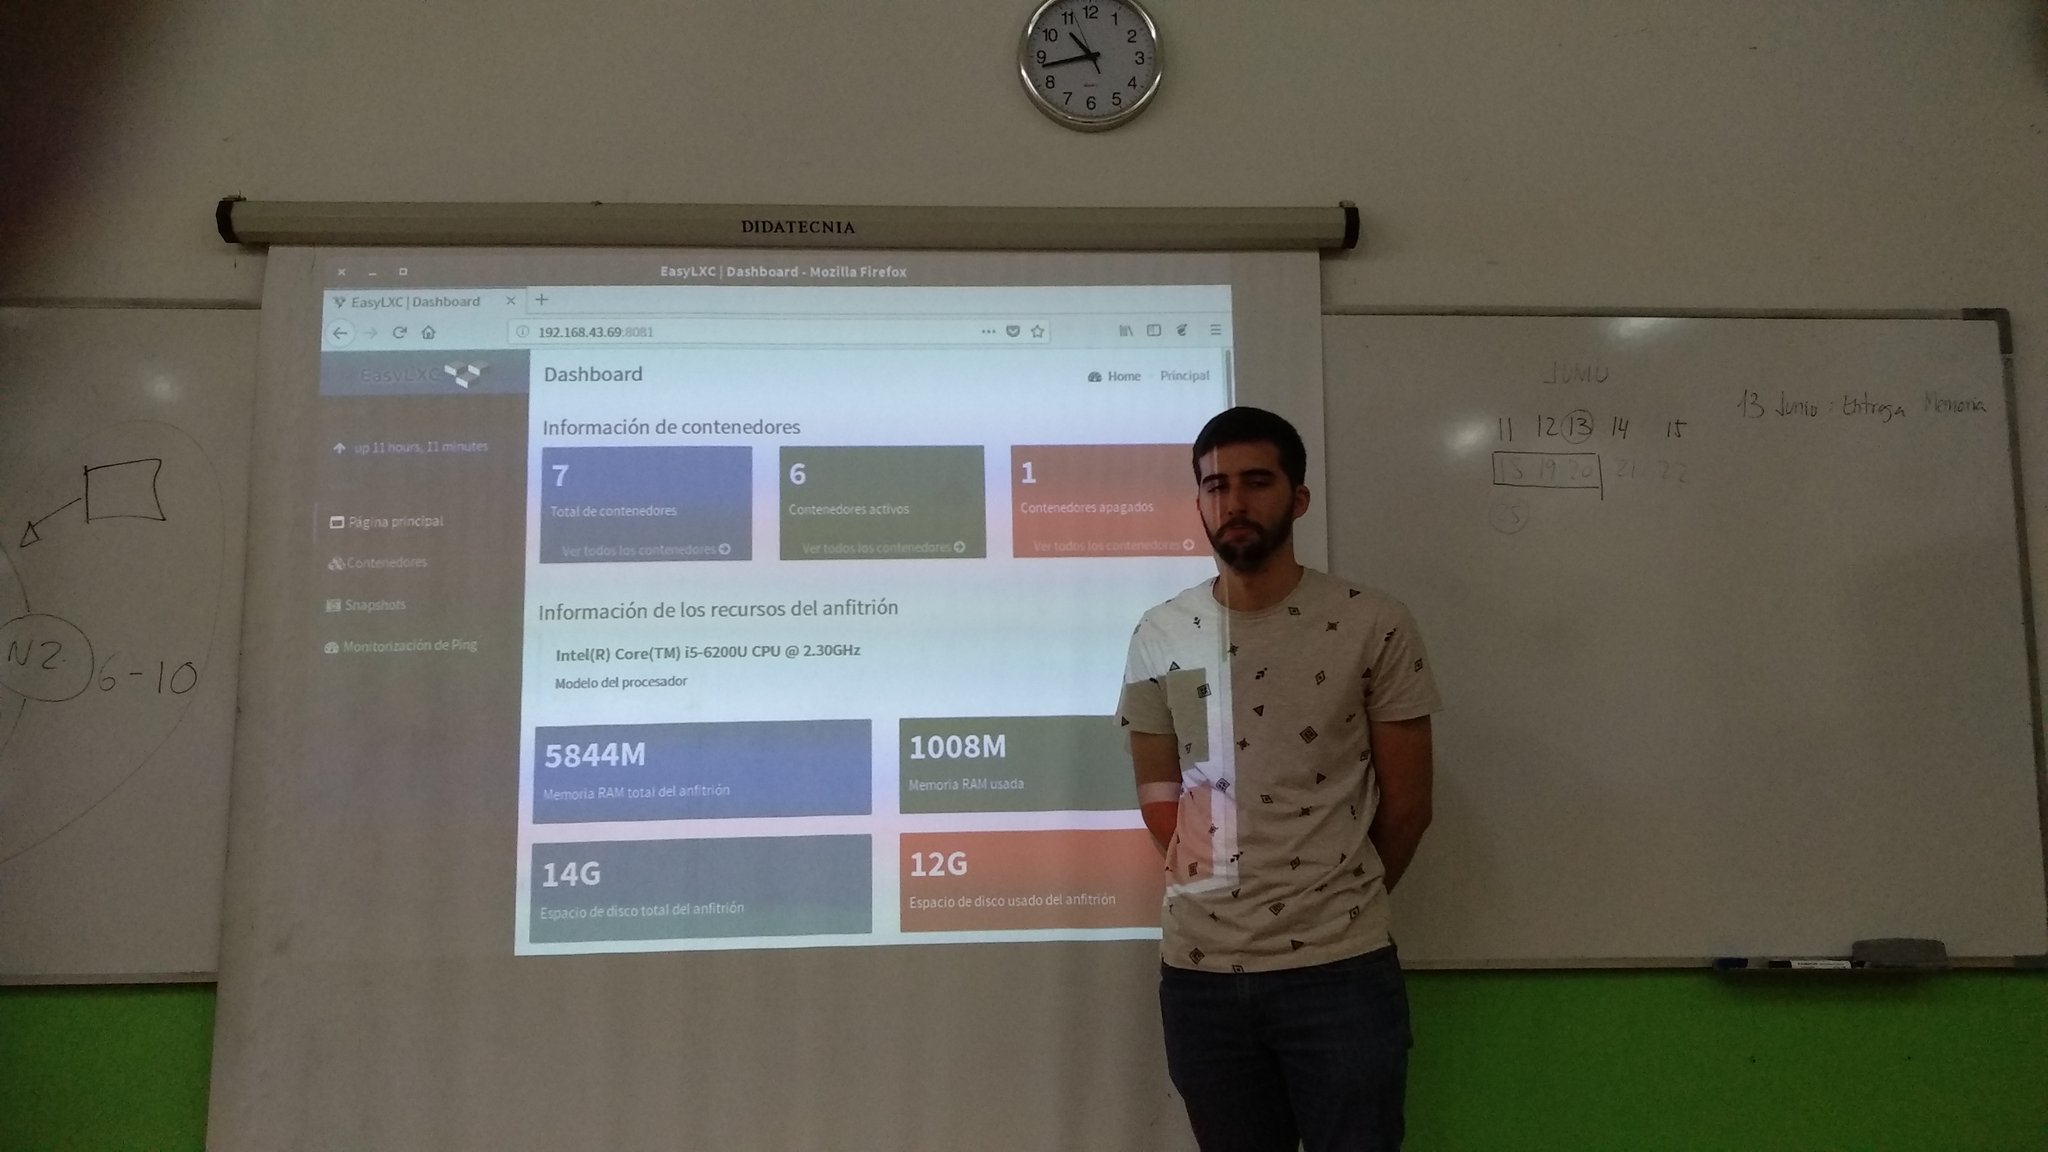 11 12 1
10 2
9 3
8 4
7 6 5
DIDATECNIA
EasyLXC | Dashboard - Mozilla Firefox
EasyLXC | Dashboard
192.168.43.69:8081
EasyLXC
Dashboard
Home Principal
up 11 hours, 11 minutes
Página principal
Contenedores
Snapshots
Monitorización de Ping
Información de contenedores
7
Total de contenedores
Ver todos los contenedores
6
Contenedores activos
Ver todos los contenedores
1
Contenedores apagados
Ver todos los contenedores
Información de los recursos del anfitrión
Intel(R) Core(TM) i5-6200U CPU @ 2.30GHz
Modelo del procesador
5844M
Memoria RAM total del anfitrión
1008M
Memoria RAM usada
14G
Espacio de disco total del anfitrión
12G
Espacio de disco usado del anfitrión
N2
6-10
JUNIO
11 12 13 14 15
19 20 21 22
25
13 Junio: Entrega Memoria